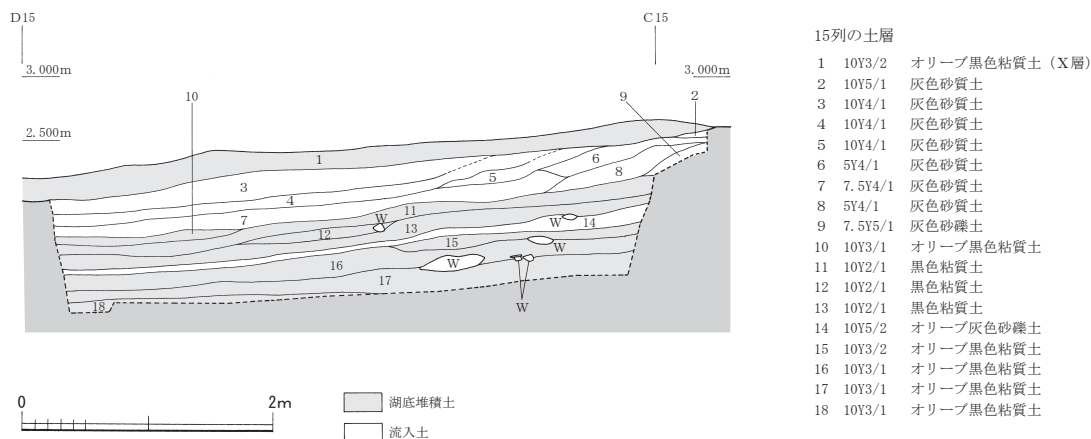 D15
C15
3.000m
3.000m
10
9
2
2.500m
1
6
5
8
3
4
11
7
W
14
12
13
W
15
W
16
W
17
18
W
0
2m
湖底堆積土
流入土
15列の土層
1 10Y3/2 オリーブ黒色粘質土（X層）
2 10Y5/1 灰色砂質土
3 10Y4/1 灰色砂質土
4 10Y4/1 灰色砂質土
5 10Y4/1 灰色砂質土
6 5Y4/1 灰色砂質土
7 7.5Y4/1 灰色砂質土
8 5Y4/1 灰色砂質土
9 7.5Y5/1 灰色砂礫土
10 10Y3/1 オリーブ黒色粘質土
11 10Y2/1 黒色粘質土
12 10Y2/1 黒色粘質土
13 10Y2/1 黒色粘質土
14 10Y5/2 オリーブ灰色砂礫土
15 10Y3/2 オリーブ黒色粘質土
16 10Y3/1 オリーブ黒色粘質土
17 10Y3/1 オリーブ黒色粘質土
18 10Y3/1 オリーブ黒色粘質土